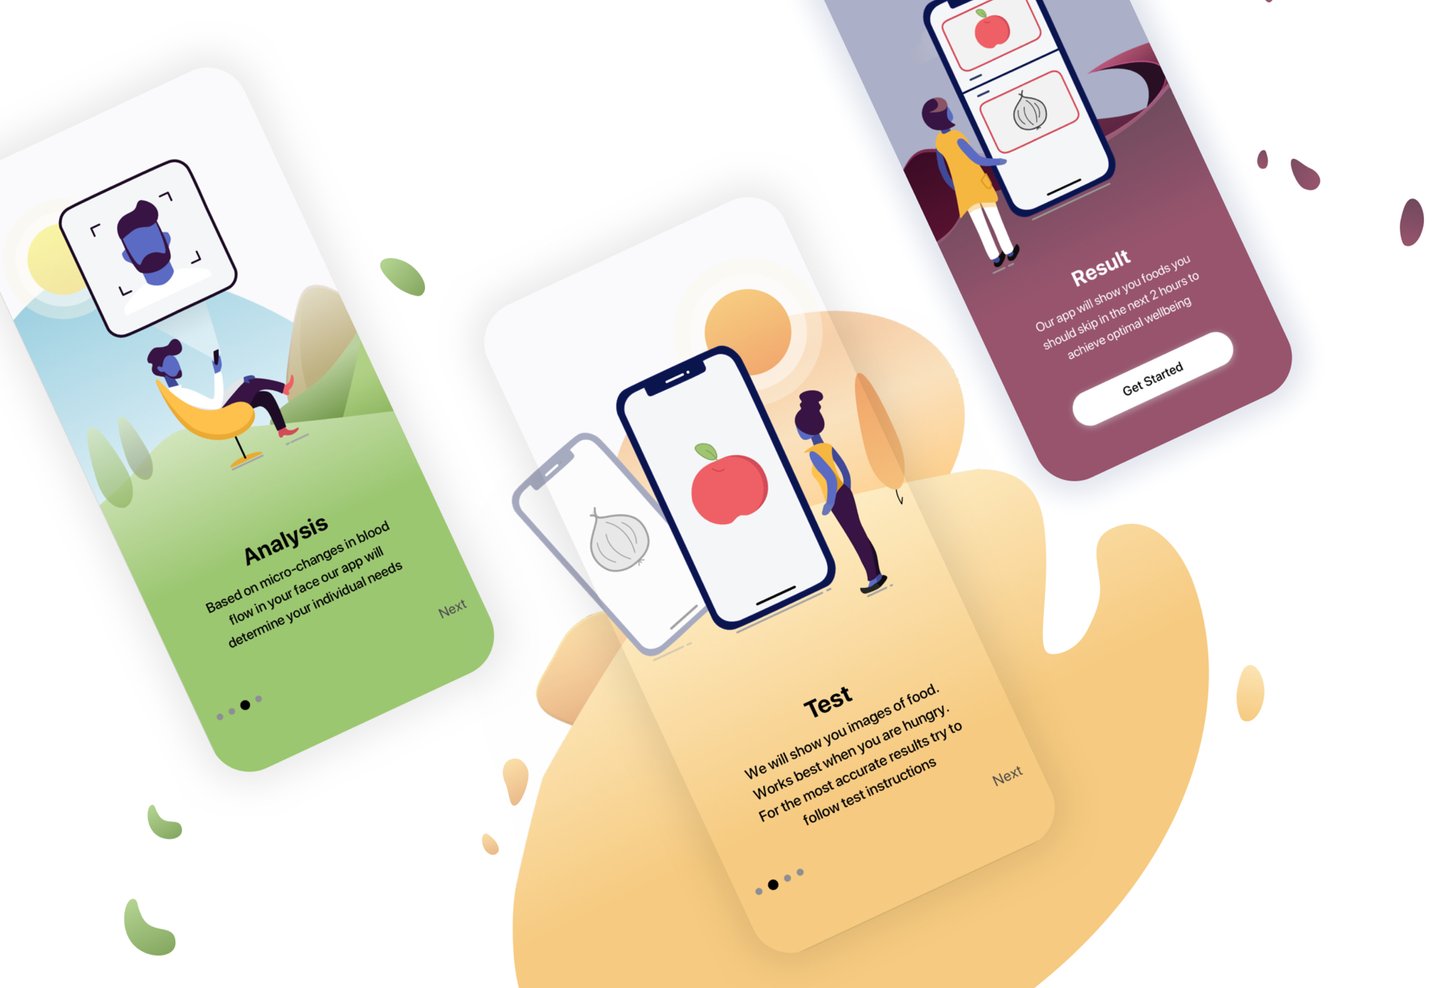 Analysis
Based on micro-changes in blood
flow in your face our app will
determine your individual needs
Next
Test
We will show you images of food.
Works best when you are hungry.
For the most accurate results try to
follow test instructions
Next
Result
Our app will show you foods you
should skip in the next 2 hours to
achieve optimal wellbeing
Get Started